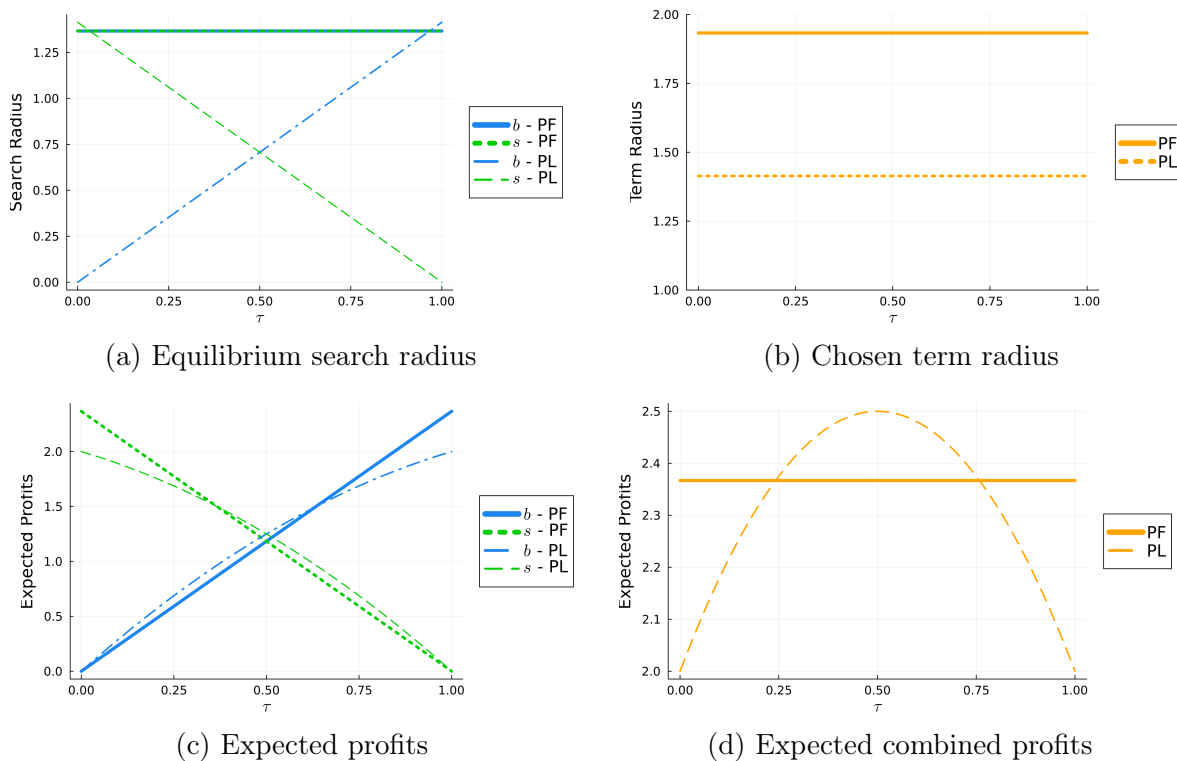 1.25
1.00
0.75
0.50
0.25
0.00
Search Radius
0.00 0.25 0.50 0.75 1.00
τ
b - PF
s - PF
b - PL
s - PL
(a) Equilibrium search radius
2.00
1.75
1.50
1.25
1.00
Term Radius
0.00 0.25 0.50 0.75 1.00
τ
PF
PL
(b) Chosen term radius
2.0
1.5
1.0
0.5
0.0
Expected Profits
0.00 0.25 0.50 0.75 1.00
τ
b - PF
s - PF
b - PL
s - PL
(c) Expected profits
2.5
2.4
2.3
2.2
2.1
2.0
Expected Profits
0.00 0.25 0.50 0.75 1.00
τ
PF
PL
(d) Expected combined profits